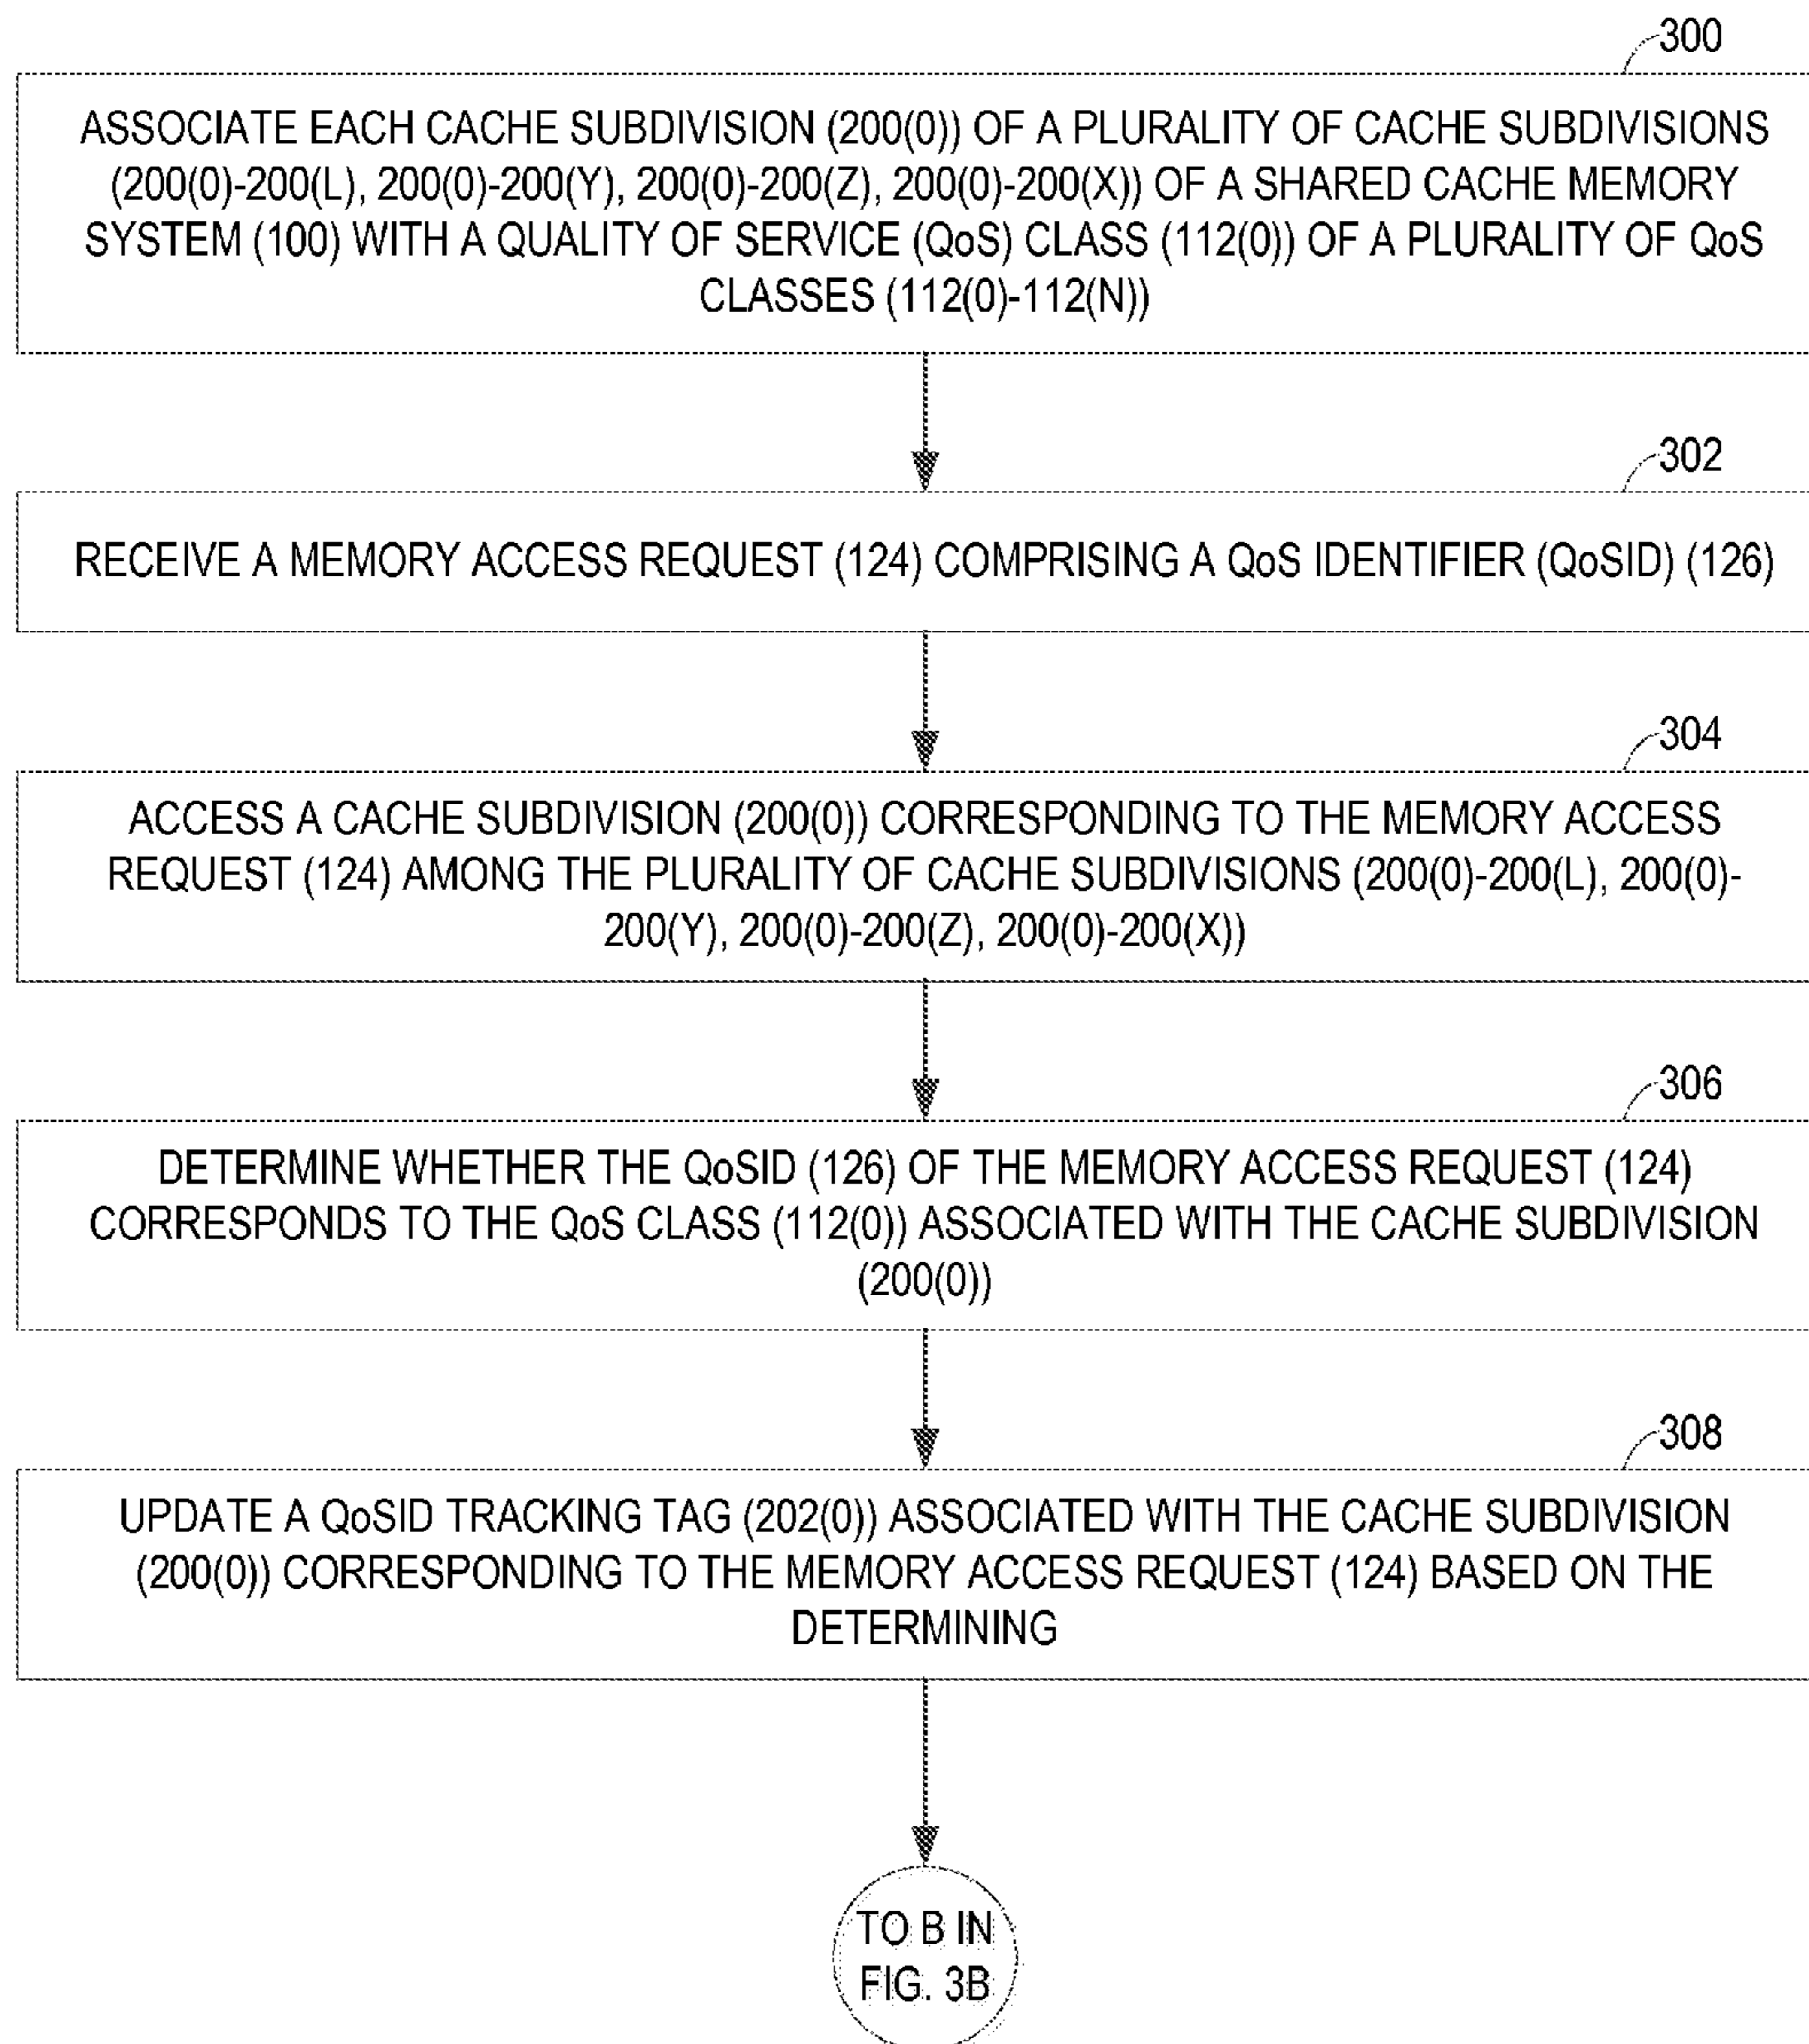 300
ASSOCIATE EACH CACHE SUBDIVISION (200(0)) OF A PLURALITY OF CACHE SUBDIVISIONS
(200(0)-200(L), 200(0)-200(Y), 200(0)-200(Z), 200(0)-200(X)) OF A SHARED CACHE MEMORY
SYSTEM (100) WITH A QUALITY OF SERVICE (QoS) CLASS (112(0)) OF A PLURALITY OF QoS
CLASSES (112(0)-112(N))
302
RECEIVE A MEMORY ACCESS REQUEST (124) COMPRISING A QoS IDENTIFIER (QoSID) (126)
304
ACCESS A CACHE SUBDIVISION (200(0)) CORRESPONDING TO THE MEMORY ACCESS
REQUEST (124) AMONG THE PLURALITY OF CACHE SUBDIVISIONS (200(0)-200(L), 200(0)-
200(Y), 200(0)-200(Z), 200(0)-200(X))
306
DETERMINE WHETHER THE QoSID (126) OF THE MEMORY ACCESS REQUEST (124)
CORRESPONDS TO THE QoS CLASS (112(0)) ASSOCIATED WITH THE CACHE SUBDIVISION
(200(0))
308
UPDATE A QoSID TRACKING TAG (202(0)) ASSOCIATED WITH THE CACHE SUBDIVISION
(200(0)) CORRESPONDING TO THE MEMORY ACCESS REQUEST (124) BASED ON THE
DETERMINING
TO B IN
FIG. 3B